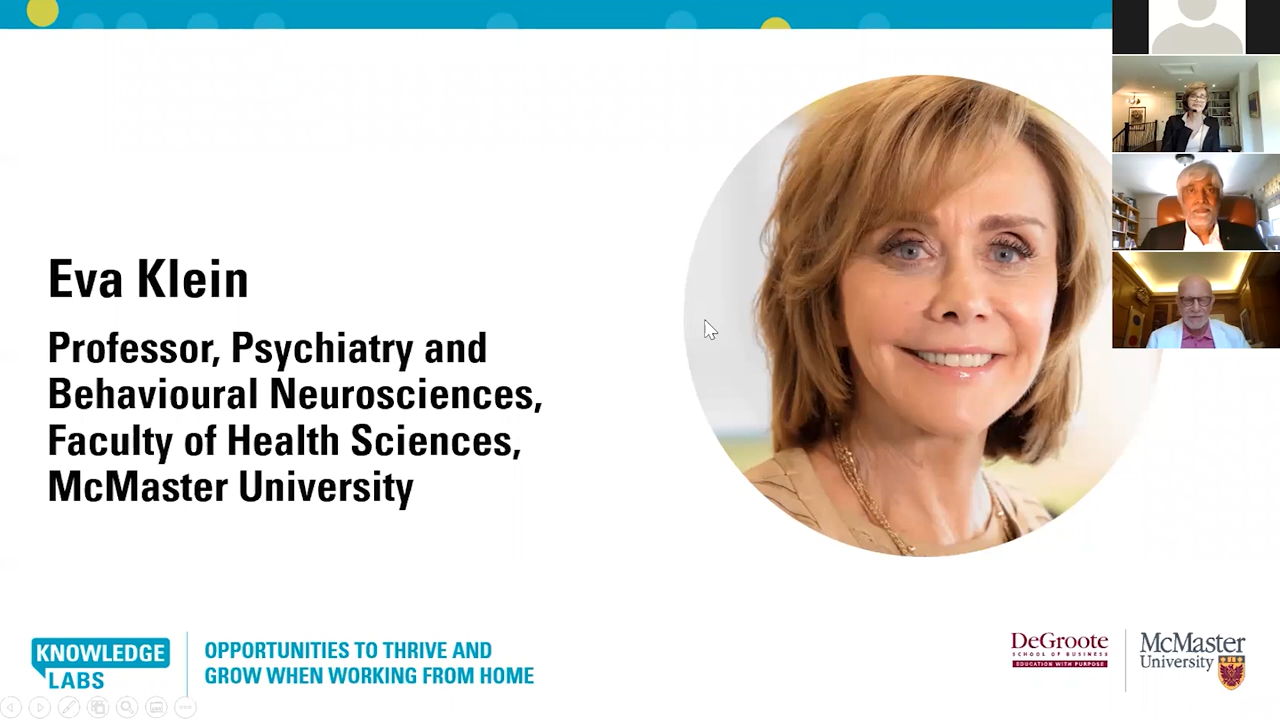 Eva Klein
Professor, Psychiatry and
Behavioural Neurosciences,
Faculty of Health Sciences,
McMaster University
KNOWLEDGE
LABS
OPPORTUNITIES TO THRIVE AND
GROW WHEN WORKING FROM HOME
DeGroote
SCHOOL OF BUSINESS
EDUCATION WITH PURPOSE
McMaster
University